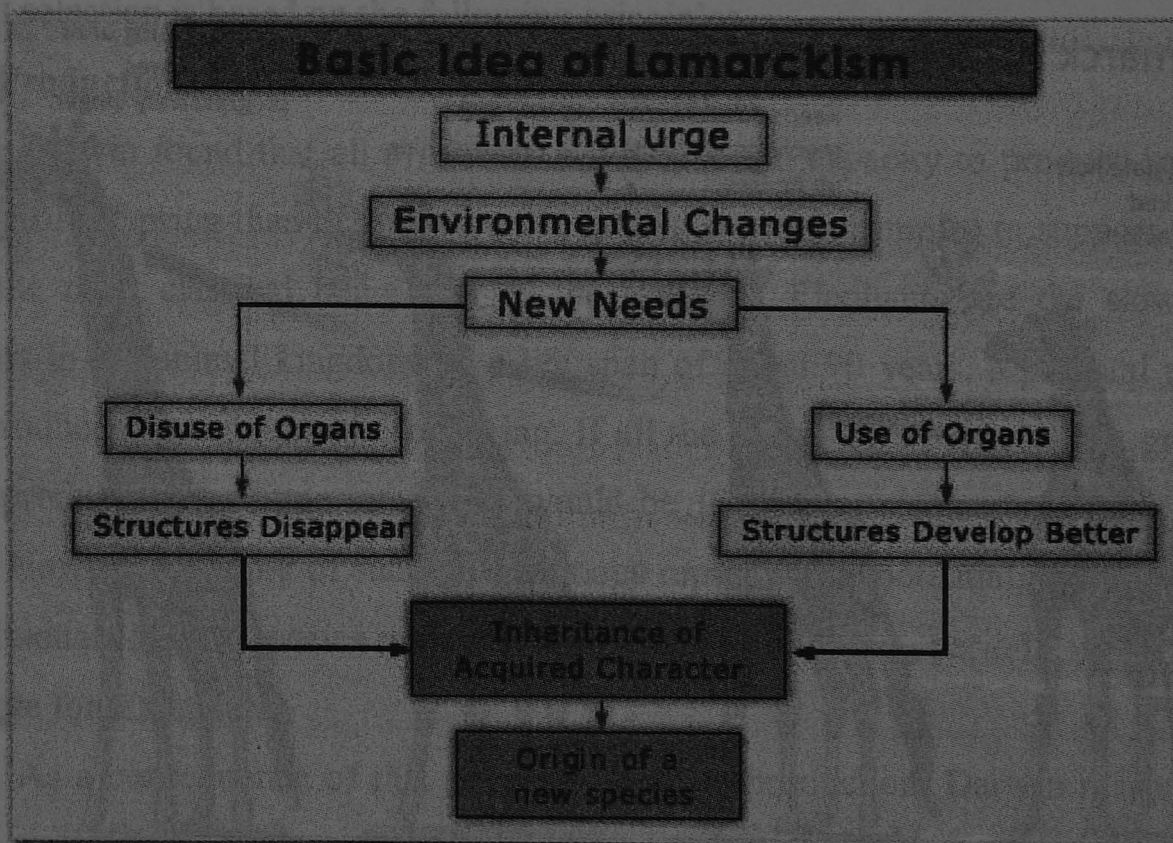 Basic Idea of Lamarckism
Internal urge
Environmental Changes
New Needs
Disuse of Organs
Use of Organs
Structures Disappear
Structures Develop Better
Inheritance of
Acquired Character
Origin of a
new species